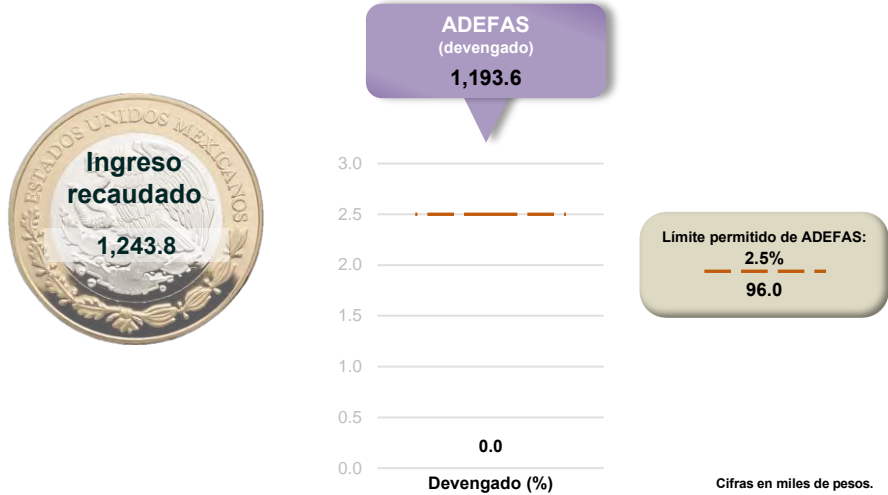 ADEFAS
(devengado)
1,193.6
ESTADOS UNIDOS MEXICANOS
Ingreso
recaudado
1,243.8
3.0
2.5
2.0
1.5
1.0
0.5
0.0
0.0
Devengado (%)
Límite permitido de ADEFAS:
2.5%
96.0
Cifras en miles de pesos.